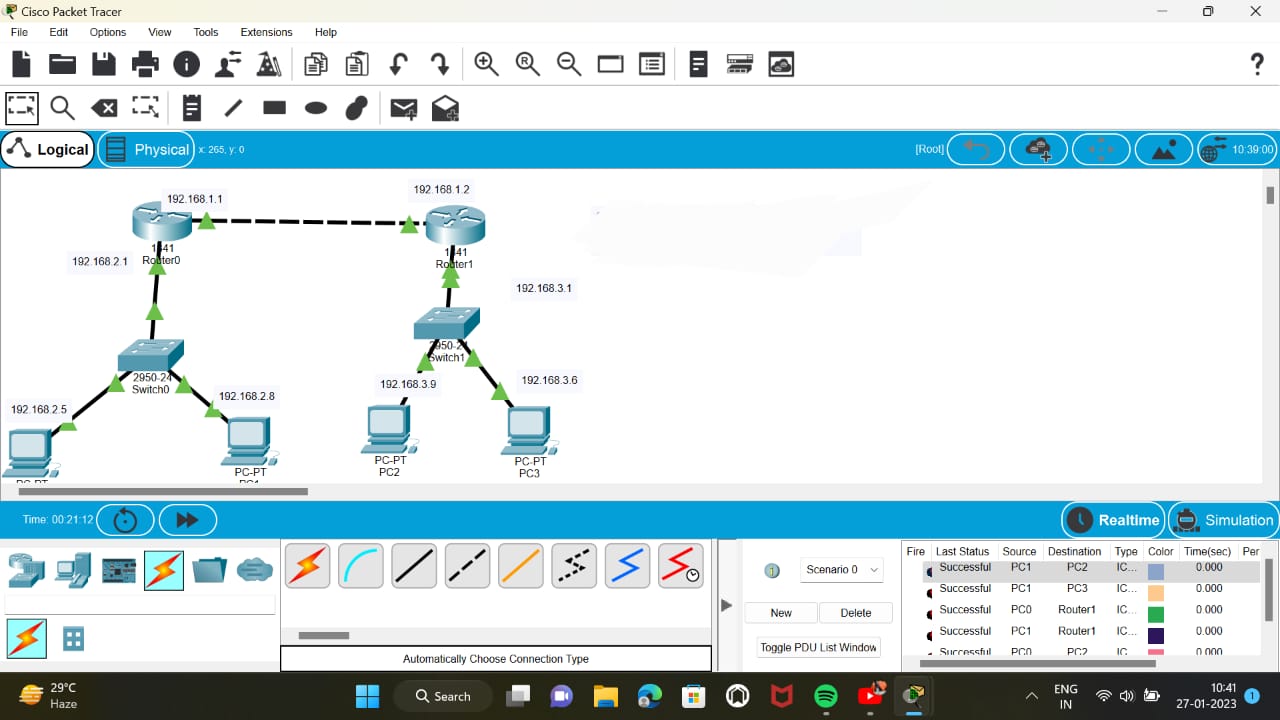 Cisco Packet Tracer
File Edit Options View Tools Extensions Help
Logical Physical x: 265, y: 0 [Root] 10:39:00
192.168.1.1
192.168.1.2
1841
Router0
1841
Router1
192.168.2.1
192.168.3.1
2950-24
Switch0
2950-24
Switch1
192.168.2.5
192.168.2.8
192.168.3.9
192.168.3.6
PC-PT
PC-PT
PC1
PC-PT
PC2
PC-PT
PC3
Time: 00:21:12 Realtime Simulation
Scenario 0
New Delete
Toggle PDU List Window
Automatically Choose Connection Type
Fire Last Status Source Destination Type Color Time(sec) Per
Successful PC1 PC2 IC... 0.000
Successful PC1 PC3 IC... 0.000
Successful PC0 Router1 IC... 0.000
Successful PC1 Router1 IC... 0.000
Successful PC0 PC2 IC... 0.000
29°C
Haze
Search
ENG
IN
10:41
27-01-2023
1